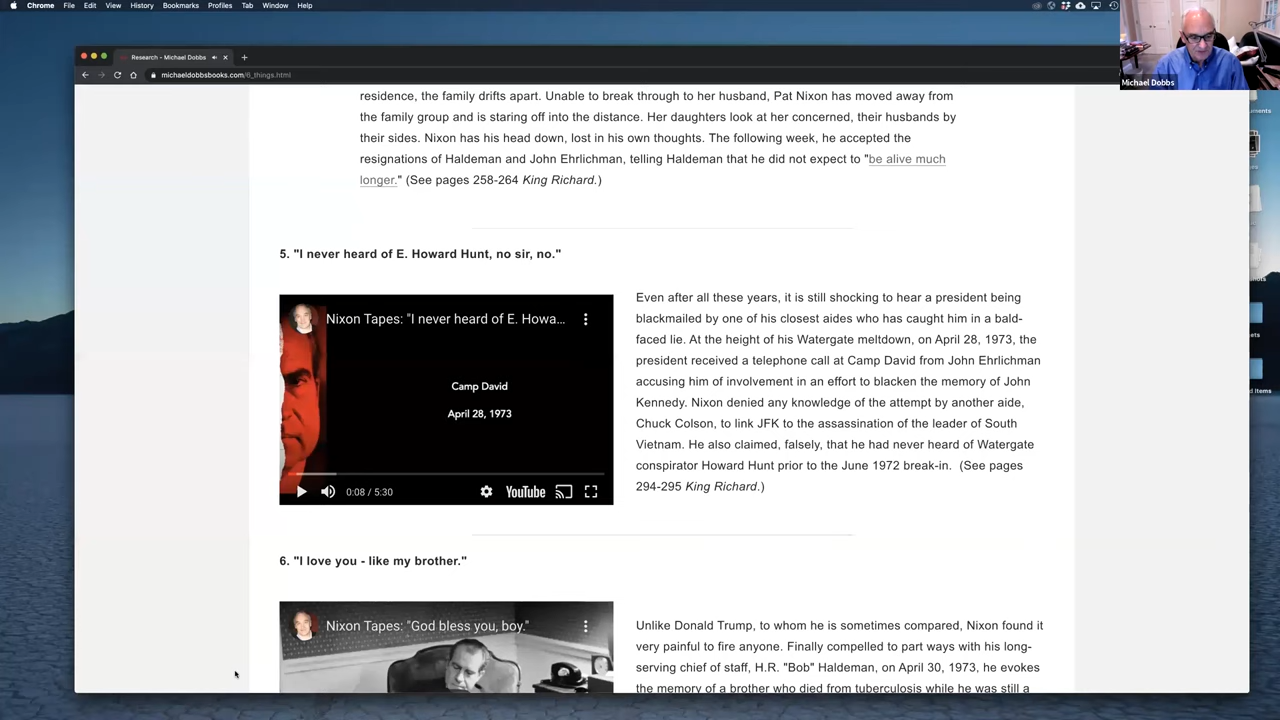 Chrome File Edit View History Bookmarks Profiles Tab Window Help
Research - Michael Dobbs
michaeldobbsbooks.com/6_things.html
Michael Dobbs
residence, the family drifts apart. Unable to break through to her husband, Pat Nixon has moved away from
the family group and is staring off into the distance. Her daughters look at her concerned, their husbands by
their sides. Nixon has his head down, lost in his own thoughts. The following week, he accepted the
resignations of Haldeman and John Ehrlichman, telling Haldeman that he did not expect to "be alive much
longer." (See pages 258-264 King Richard.)
5. "I never heard of E. Howard Hunt, no sir, no."
Nixon Tapes: "I never heard of E. Howa...
Camp David
April 28, 1973
0:08 / 5:30
YouTube
Even after all these years, it is still shocking to hear a president being
blackmailed by one of his closest aides who has caught him in a bald-
faced lie. At the height of his Watergate meltdown, on April 28, 1973, the
president received a telephone call at Camp David from John Ehrlichman
accusing him of involvement in an effort to blacken the memory of John
Kennedy. Nixon denied any knowledge of the attempt by another aide,
Chuck Colson, to link JFK to the assassination of the leader of South
Vietnam. He also claimed, falsely, that he had never heard of Watergate
conspirator Howard Hunt prior to the June 1972 break-in. (See pages
294-295 King Richard.)
6. "I love you - like my brother."
Nixon Tapes: "God bless you, boy."
Unlike Donald Trump, to whom he is sometimes compared, Nixon found it
very painful to fire anyone. Finally compelled to part ways with his long-
serving chief of staff, H.R. "Bob" Haldeman, on April 30, 1973, he evokes
the memory of a brother who died from tuberculosis while he was still a